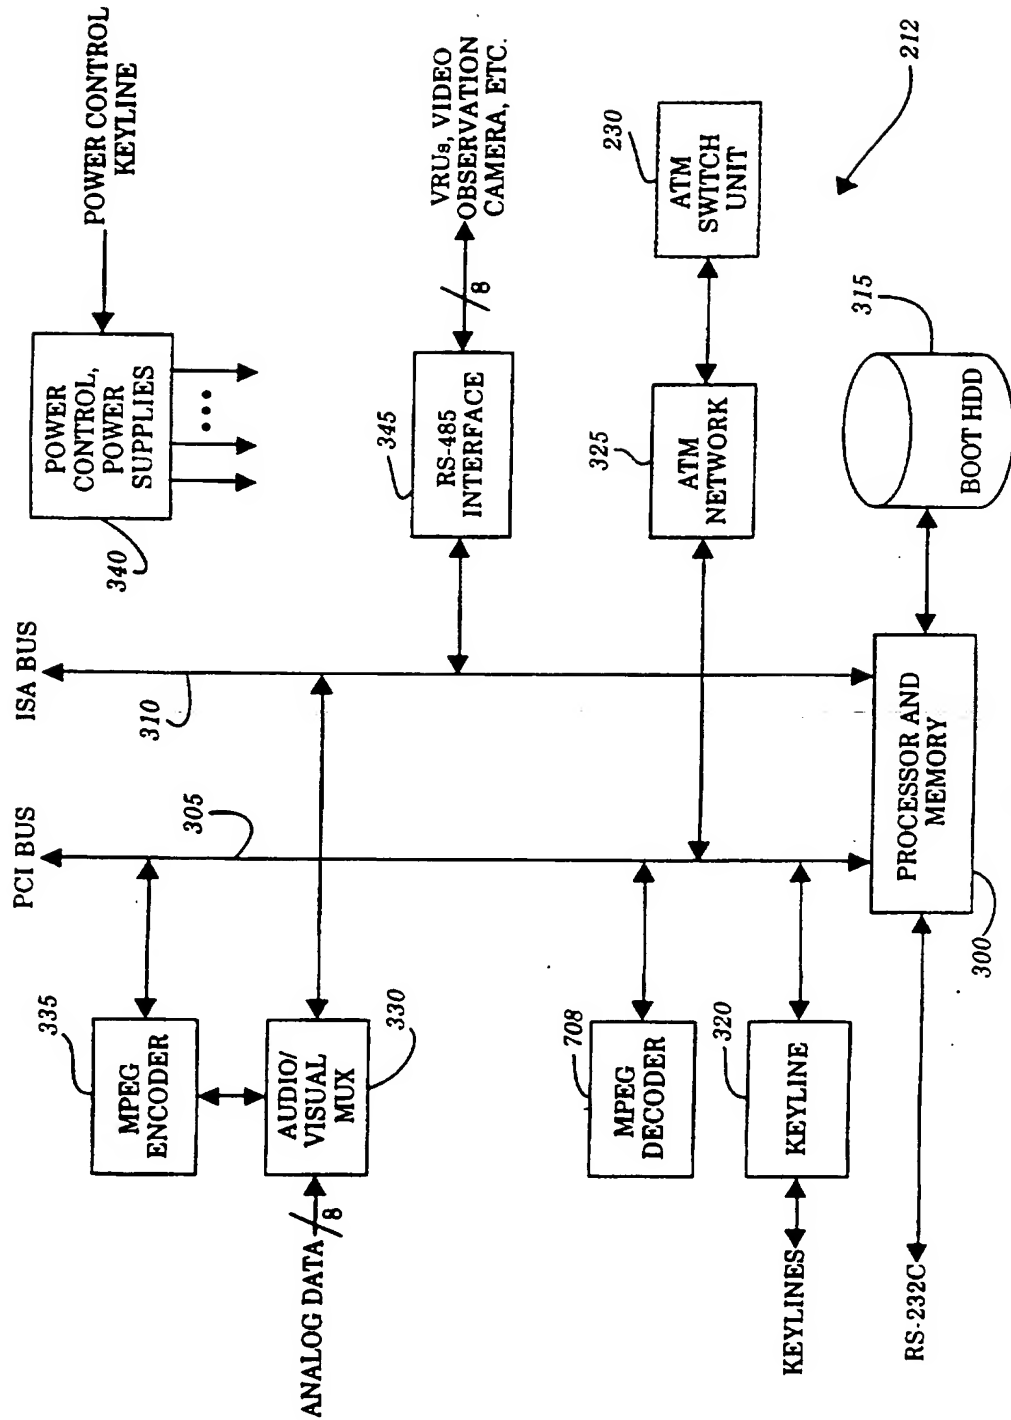 POWER CONTROL
KEYLINE
POWER
CONTROL,
POWER
SUPPLIES
340
VRUs, VIDEO
OBSERVATION
CAMERA, ETC.
8
RS-485
INTERFACE
345
ATM
SWITCH
UNIT
230
212
ATM
NETWORK
325
BOOT HDD
315
ISA BUS
310
PCI BUS
305
PROCESSOR AND
MEMORY
300
MPEG
ENCODER
335
AUDIO/
VISUAL
MUX
330
ANALOG DATA
8
MPEG
DECODER
708
KEYLINE
320
KEYLINES
RS-232C